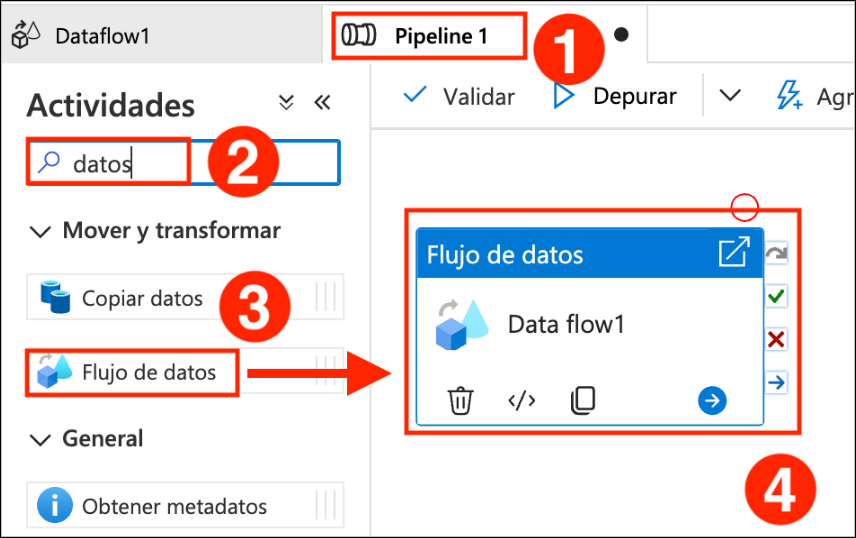 Dataflow1
Pipeline 1
1
Actividades
Validar
Depurar
Agr
datos
2
Mover y transformar
Copiar datos
3
Flujo de datos
General
Obtener metadatos
Flujo de datos
Data flow1
4